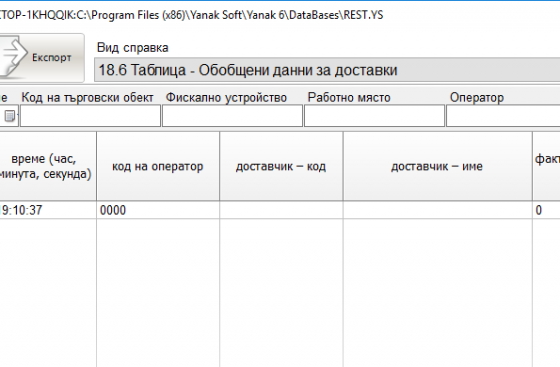 KTOP-1KHQQIK:C:\Program Files (x86)\Yanak Soft\Yanak 6\DataBases\REST.YS
Експорт
Вид справка
18.6 Таблица - Обобщени данни за доставки
Код на търговски обект Фискално устройство Работно място Оператор
време (час, минута, секунда)
код на оператор
доставчик – код
доставчик – име
факт
9:10:37 0000 0